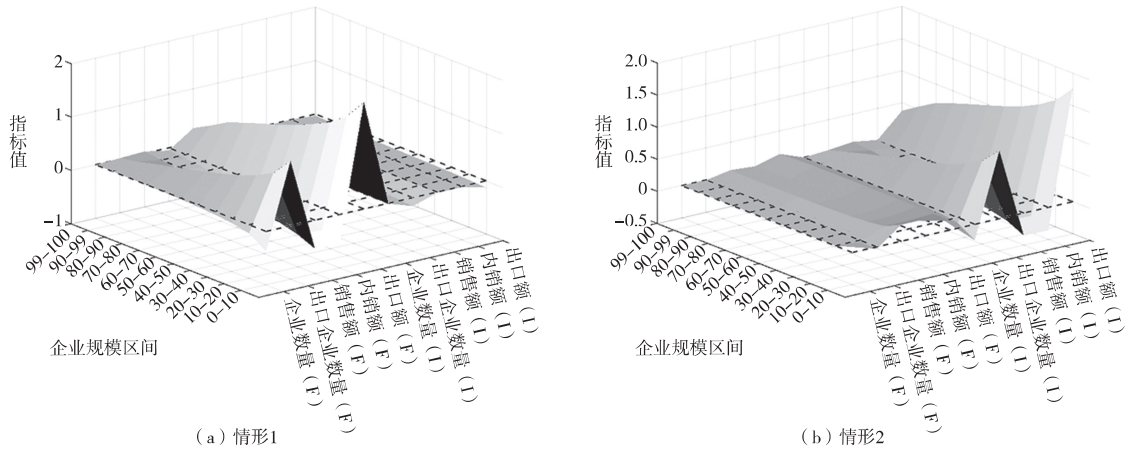 2
1
0
-1
指标值
99-100
90-99
80-90
70-80
60-70
50-60
40-50
30-40
20-30
10-20
0-10
企业规模区间
企业数量（F）
出口企业数量（F）
销售额（F）
内销额（F）
出口额（F）
企业数量（I）
出口企业数量（I）
销售额（I）
内销额（I）
出口额（I）
（a）情形1
2.0
1.5
1.0
0.5
0
-0.5
指标值
99-100
90-99
80-90
70-80
60-70
50-60
40-50
30-40
20-30
10-20
0-10
企业规模区间
企业数量（F）
出口企业数量（F）
销售额（F）
内销额（F）
出口额（F）
企业数量（I）
出口企业数量（I）
销售额（I）
内销额（I）
出口额（I）
（b）情形2